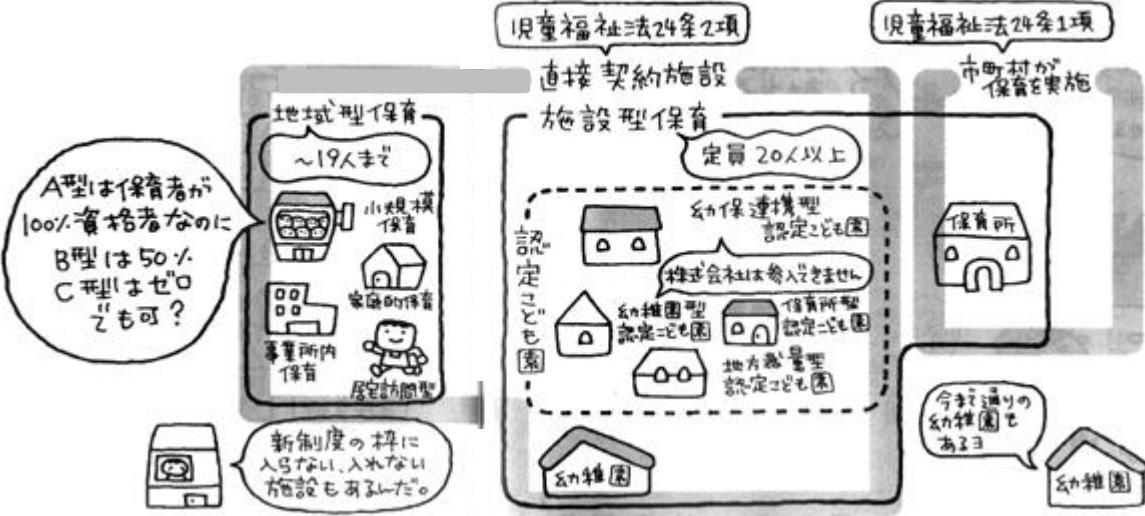 児童福祉法24条2項
児童福祉法24条1項
直接契約施設
市町村が
保育を実施
地域型保育
施設型保育
~19人まで
定員20人以上
A型は保育者が
100%資格者なのに
B型は50%
C型はゼロ
でも可?
小規模
保育
家庭的保育
事業所内
保育
居宅訪問型
認定こども園
幼保連携型
認定こども園
株式会社は参入できません
幼稚園型
認定こども園
保育所型
認定こども園
地方裁量型
認定こども園
保育所
新制度の枠に
入らない、入れない
施設もあるんだ。
幼稚園
今まで通りの
幼稚園も
あるヨ
幼稚園